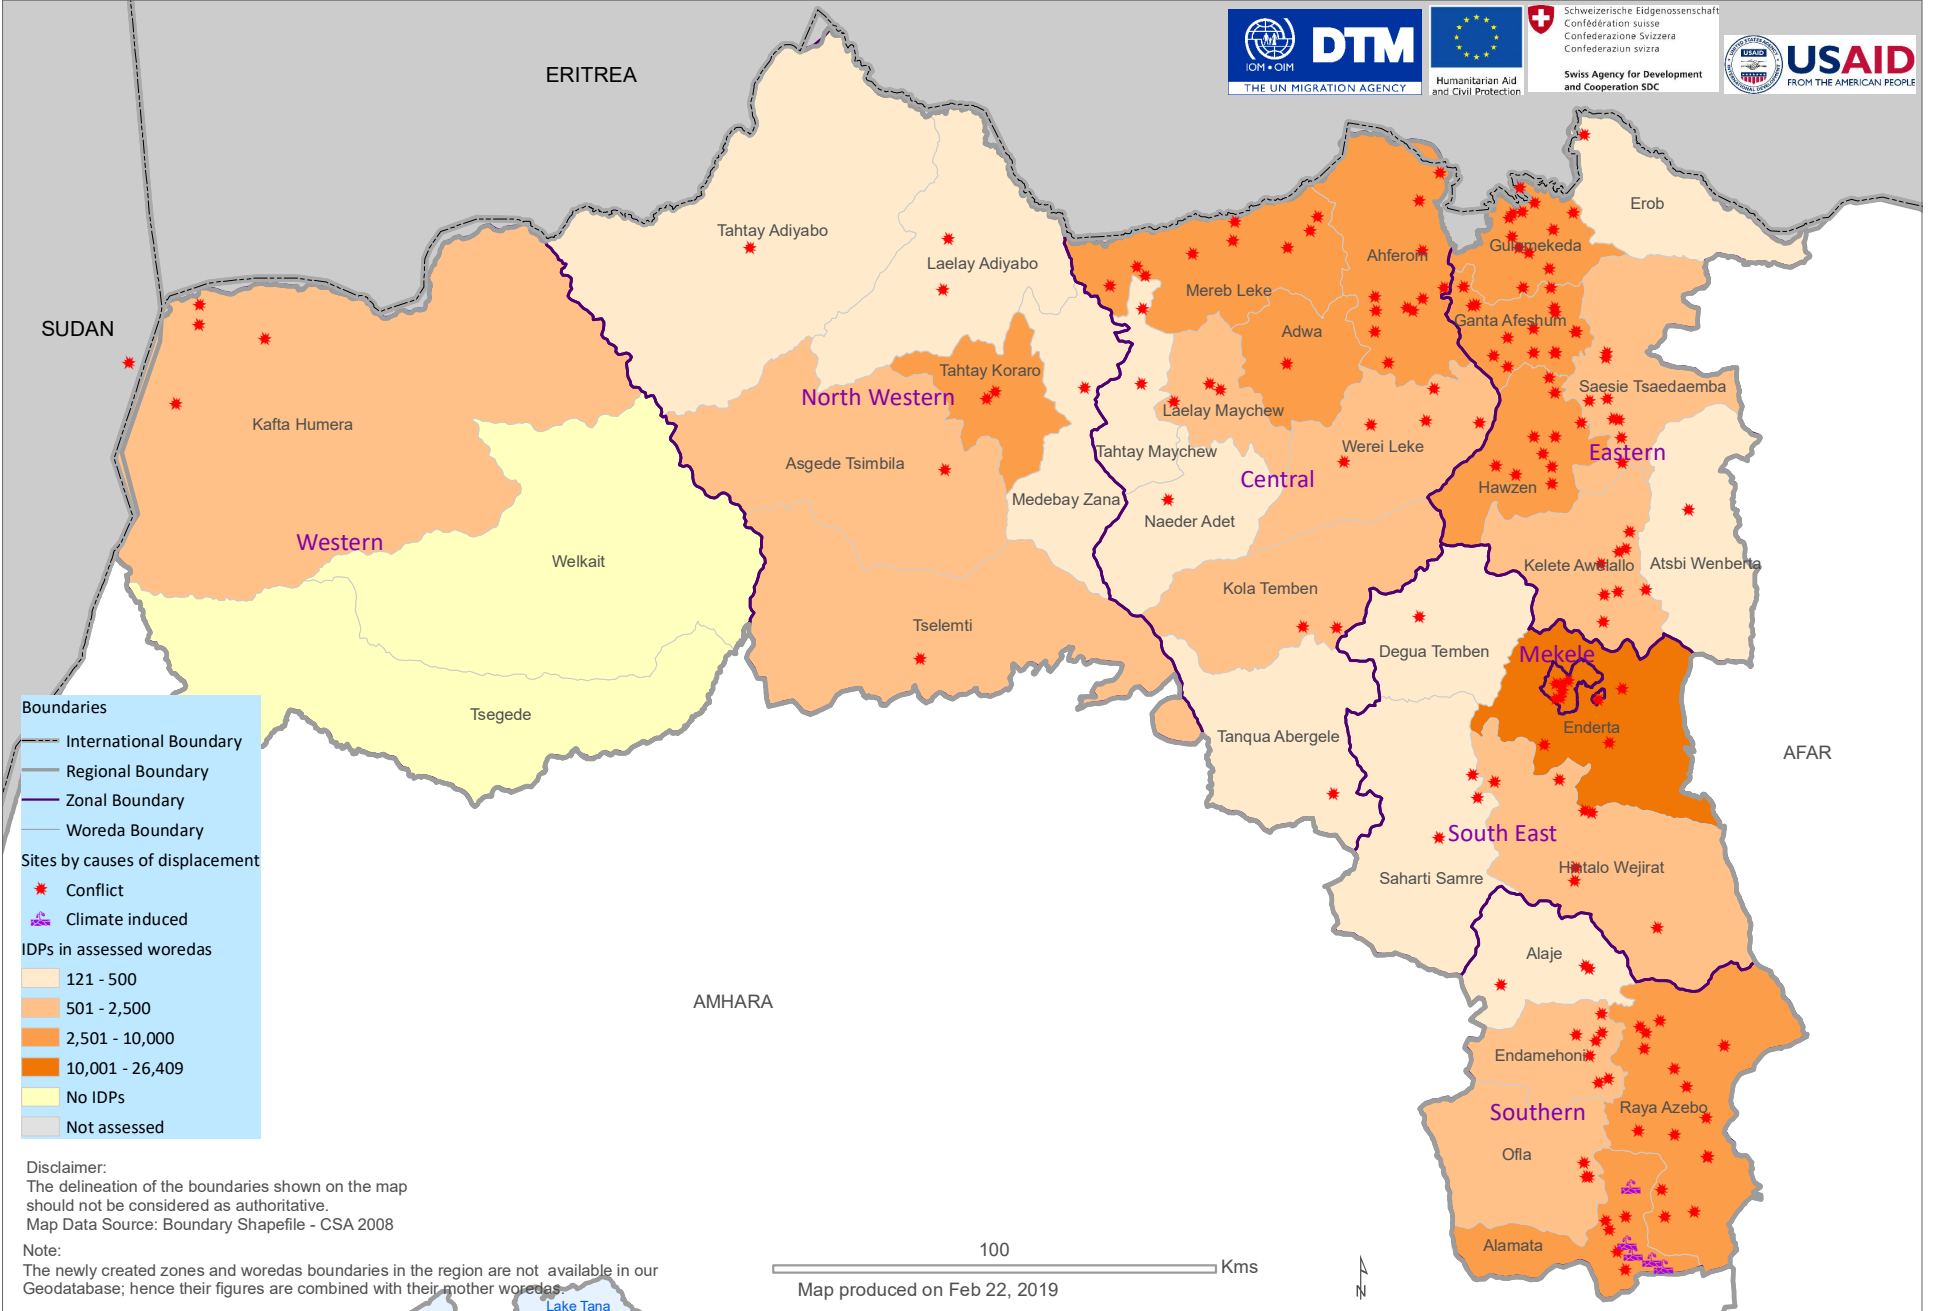 IOM • OIM
DTM
THE UN MIGRATION AGENCY
Humanitarian Aid
and Civil Protection
Schweizerische Eidgenossenschaft
Confédération suisse
Confederazione Svizzera
Confederaziun svizra
Swiss Agency for Development
and Cooperation SDC
USAID
USAID
FROM THE AMERICAN PEOPLE
ERITREA
SUDAN
AFAR
AMHARA
Tahtay Adiyabo
Laelay Adiyabo
Erob
Gulomekeda
Ahferom
Mereb Leke
Ganta Afeshum
Adwa
Tahtay Koraro
North Western
Saesie Tsaedaemba
Laelay Maychew
Kafta Humera
Werei Leke
Tahtay Maychew
Eastern
Asgede Tsimbila
Central
Hawzen
Medebay Zana
Naeder Adet
Western
Welkait
Kelete Awelallo
Atsbi Wenberta
Kola Temben
Tselemti
Degua Temben
Mekele
Tsegede
Enderta
Tanqua Abergele
South East
Hintalo Wejirat
Saharti Samre
Alaje
Endamehoni
Raya Azebo
Southern
Ofla
Alamata
Boundaries
International Boundary
Regional Boundary
Zonal Boundary
Woreda Boundary
Sites by causes of displacement
Conflict
Climate induced
IDPs in assessed woredas
121 - 500
501 - 2,500
2,501 - 10,000
10,001 - 26,409
No IDPs
Not assessed
Disclaimer:
The delineation of the boundaries shown on the map
should not be considered as authoritative.
Map Data Source: Boundary Shapefile - CSA 2008
Note:
The newly created zones and woredas boundaries in the region are not available in our
Geodatabase; hence their figures are combined with their mother woredas.
Lake Tana
100
Kms
Map produced on Feb 22, 2019
N